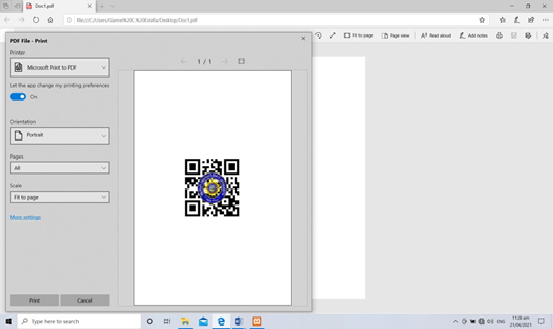 Doc1.pdf
file:///C:/Users/Giamel%20C.%20Estalla/Desktop/Doc1.pdf
Fit to page
Page view
Read aloud
Add notes
PDF File - Print
Printer
Microsoft Print to PDF
Let the app change my printing preferences
On
Orientation
Portrait
Pages
All
Scale
Fit to page
More settings
Print
Cancel
1 / 1
Type here to search
ENG
11:28 am
21/06/2021